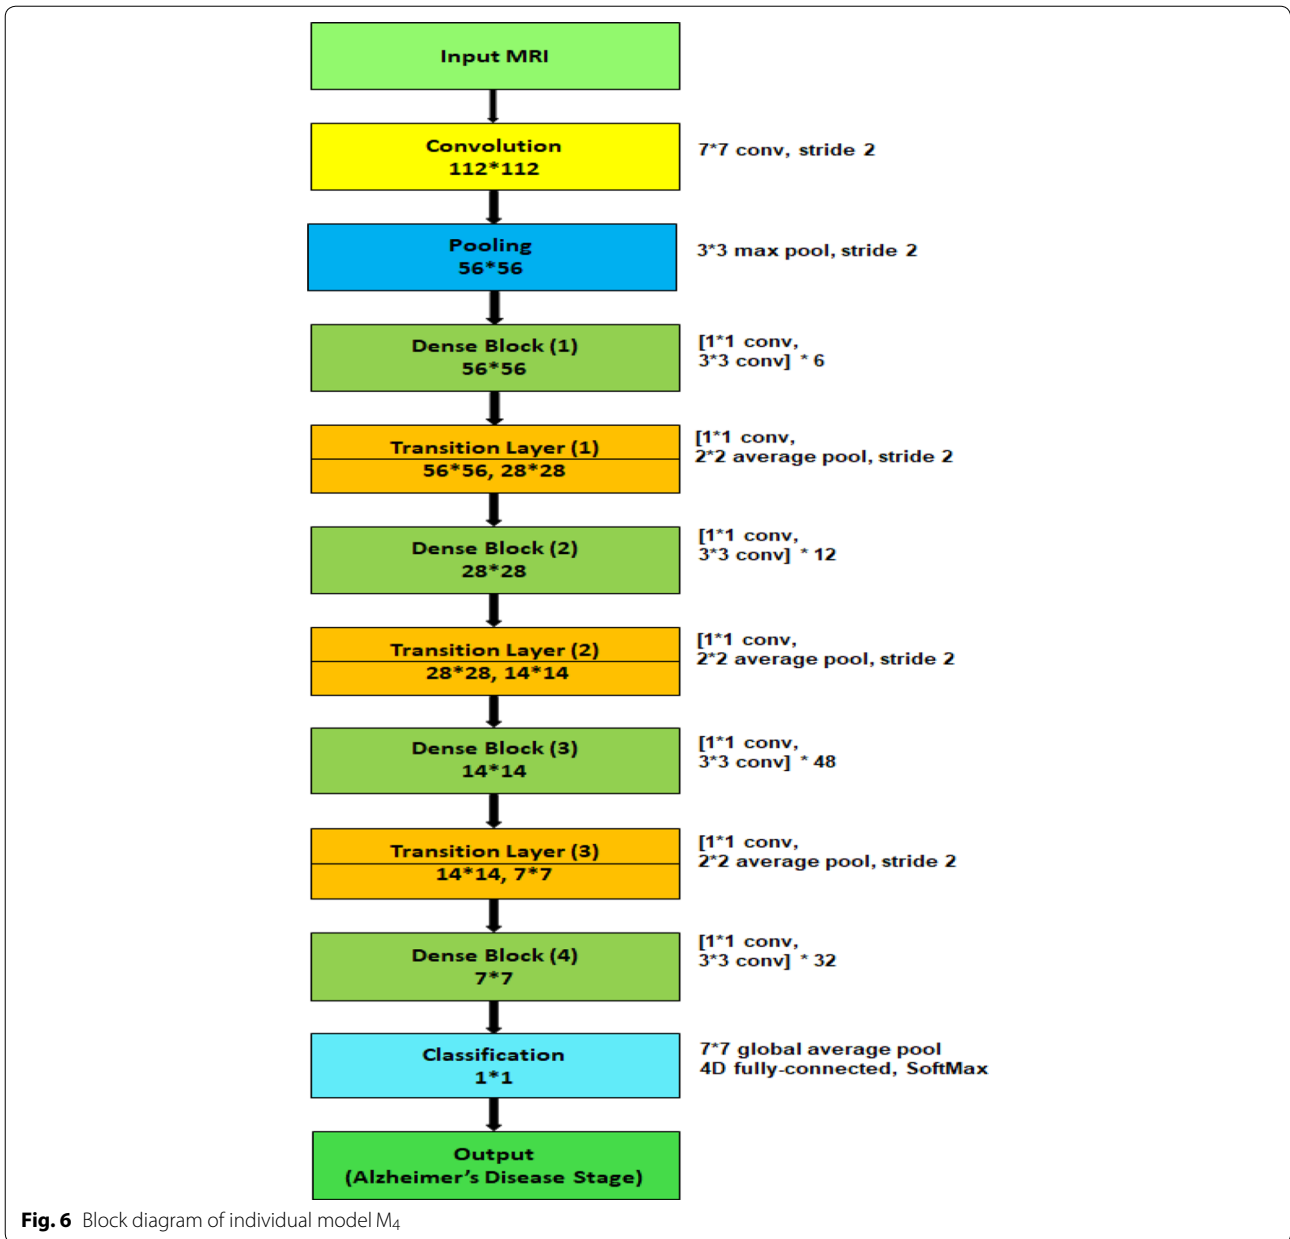 Input MRI
Convolution
112*112
7*7 conv, stride 2
Pooling
56*56
3*3 max pool, stride 2
Dense Block (1)
56*56
[1*1 conv,
3*3 conv] * 6
Transition Layer (1)
56*56, 28*28
[1*1 conv,
2*2 average pool, stride 2
Dense Block (2)
28*28
[1*1 conv,
3*3 conv] * 12
Transition Layer (2)
28*28, 14*14
[1*1 conv,
2*2 average pool, stride 2
Dense Block (3)
14*14
[1*1 conv,
3*3 conv] * 48
Transition Layer (3)
14*14, 7*7
[1*1 conv,
2*2 average pool, stride 2
Dense Block (4)
7*7
[1*1 conv,
3*3 conv] * 32
Classification
1*1
7*7 global average pool
4D fully-connected, SoftMax
Output
(Alzheimer's Disease Stage)
Fig. 6 Block diagram of individual model M4